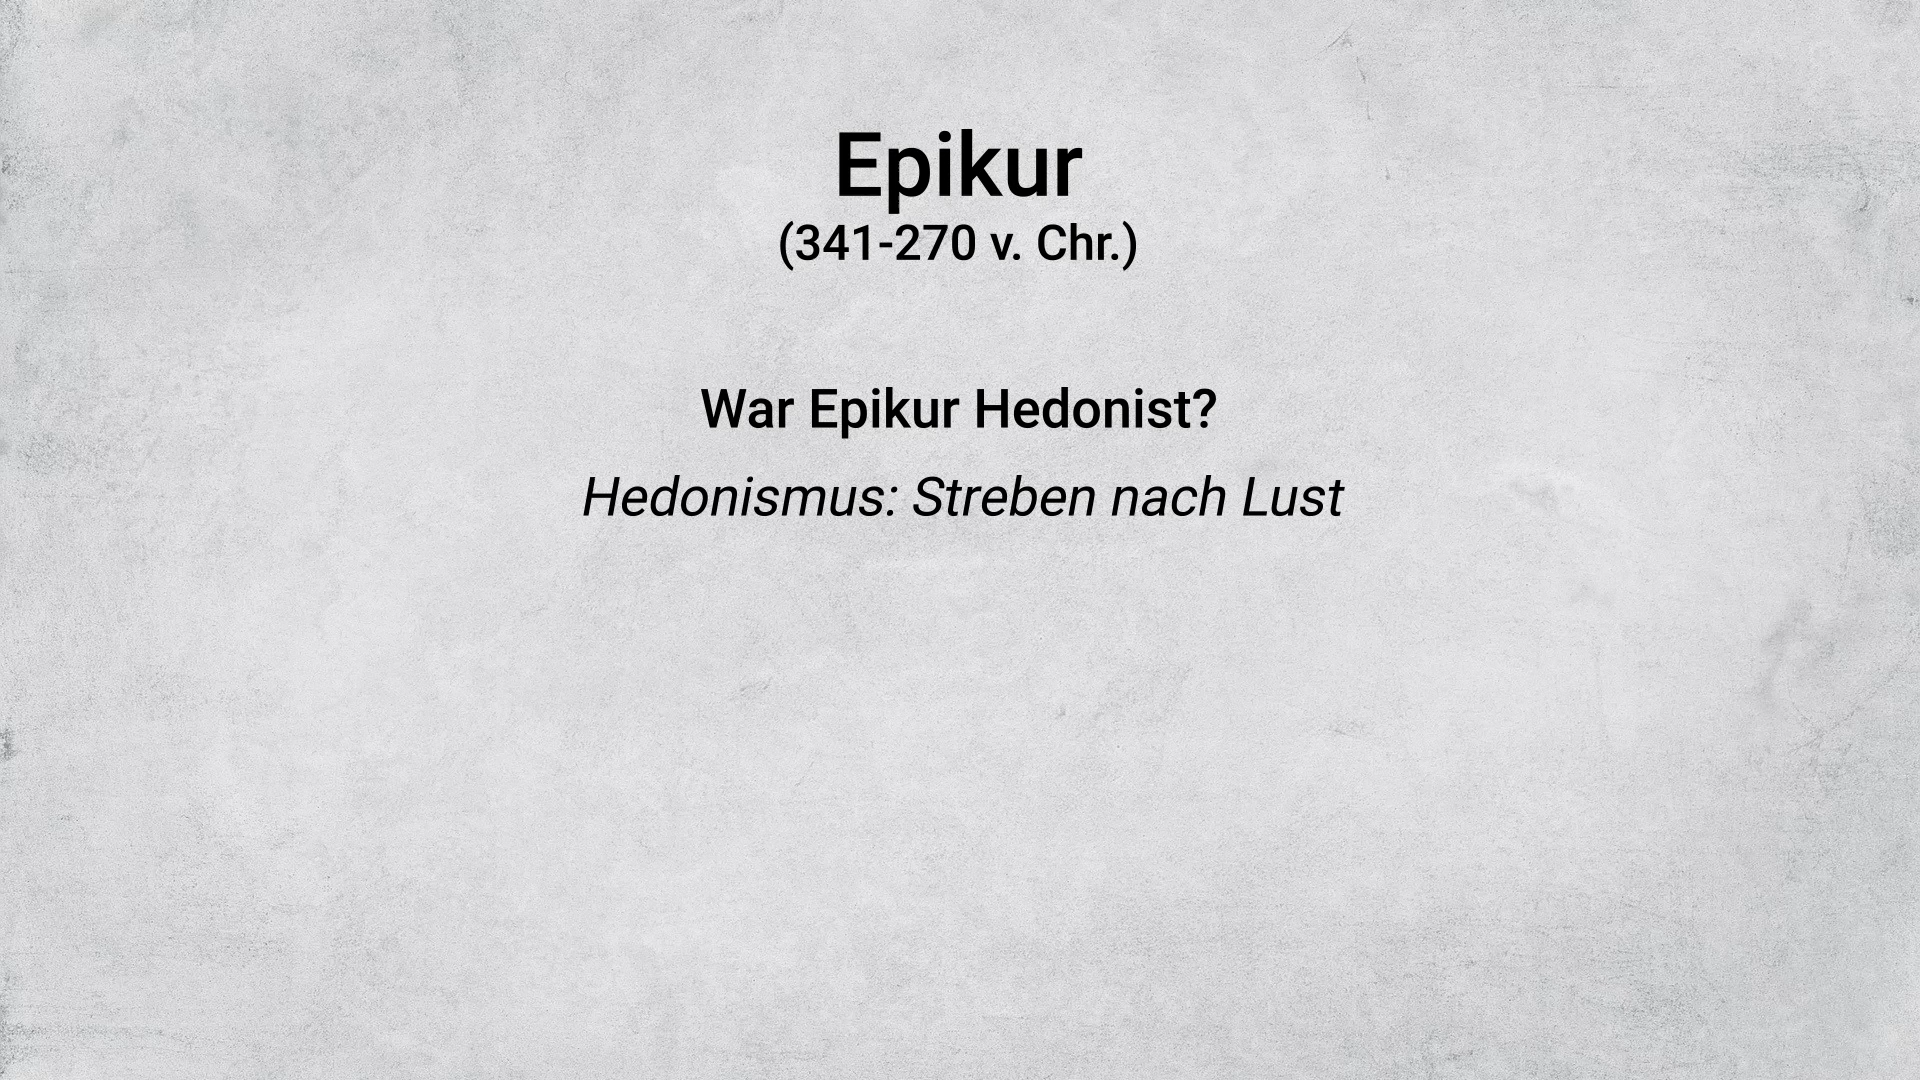 Epikur
(341-270 v. Chr.)
War Epikur Hedonist?
Hedonismus: Streben nach Lust